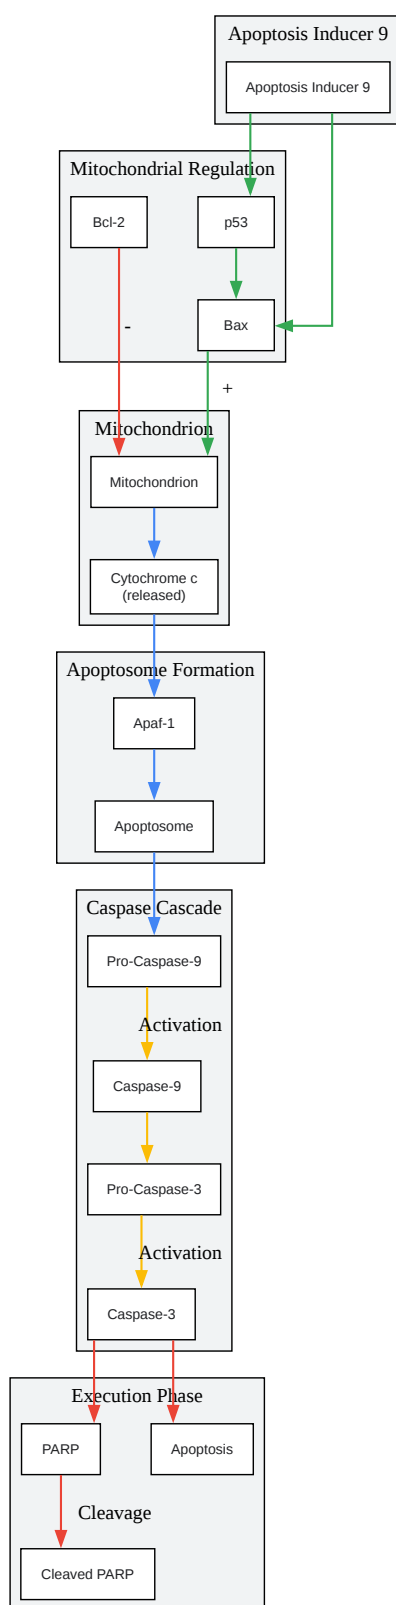 Apoptosis Inducer 9
Apoptosis Inducer 9
Mitochondrial Regulation
Bcl-2
p53
-
Bax
+
Mitochondrion
Mitochondrion
Cytochrome c
(released)
Apoptosome Formation
Apaf-1
Apoptosome
Caspase Cascade
Pro-Caspase-9
Activation
Caspase-9
Pro-Caspase-3
Activation
Caspase-3
Execution Phase
PARP
Apoptosis
Cleavage
Cleaved PARP